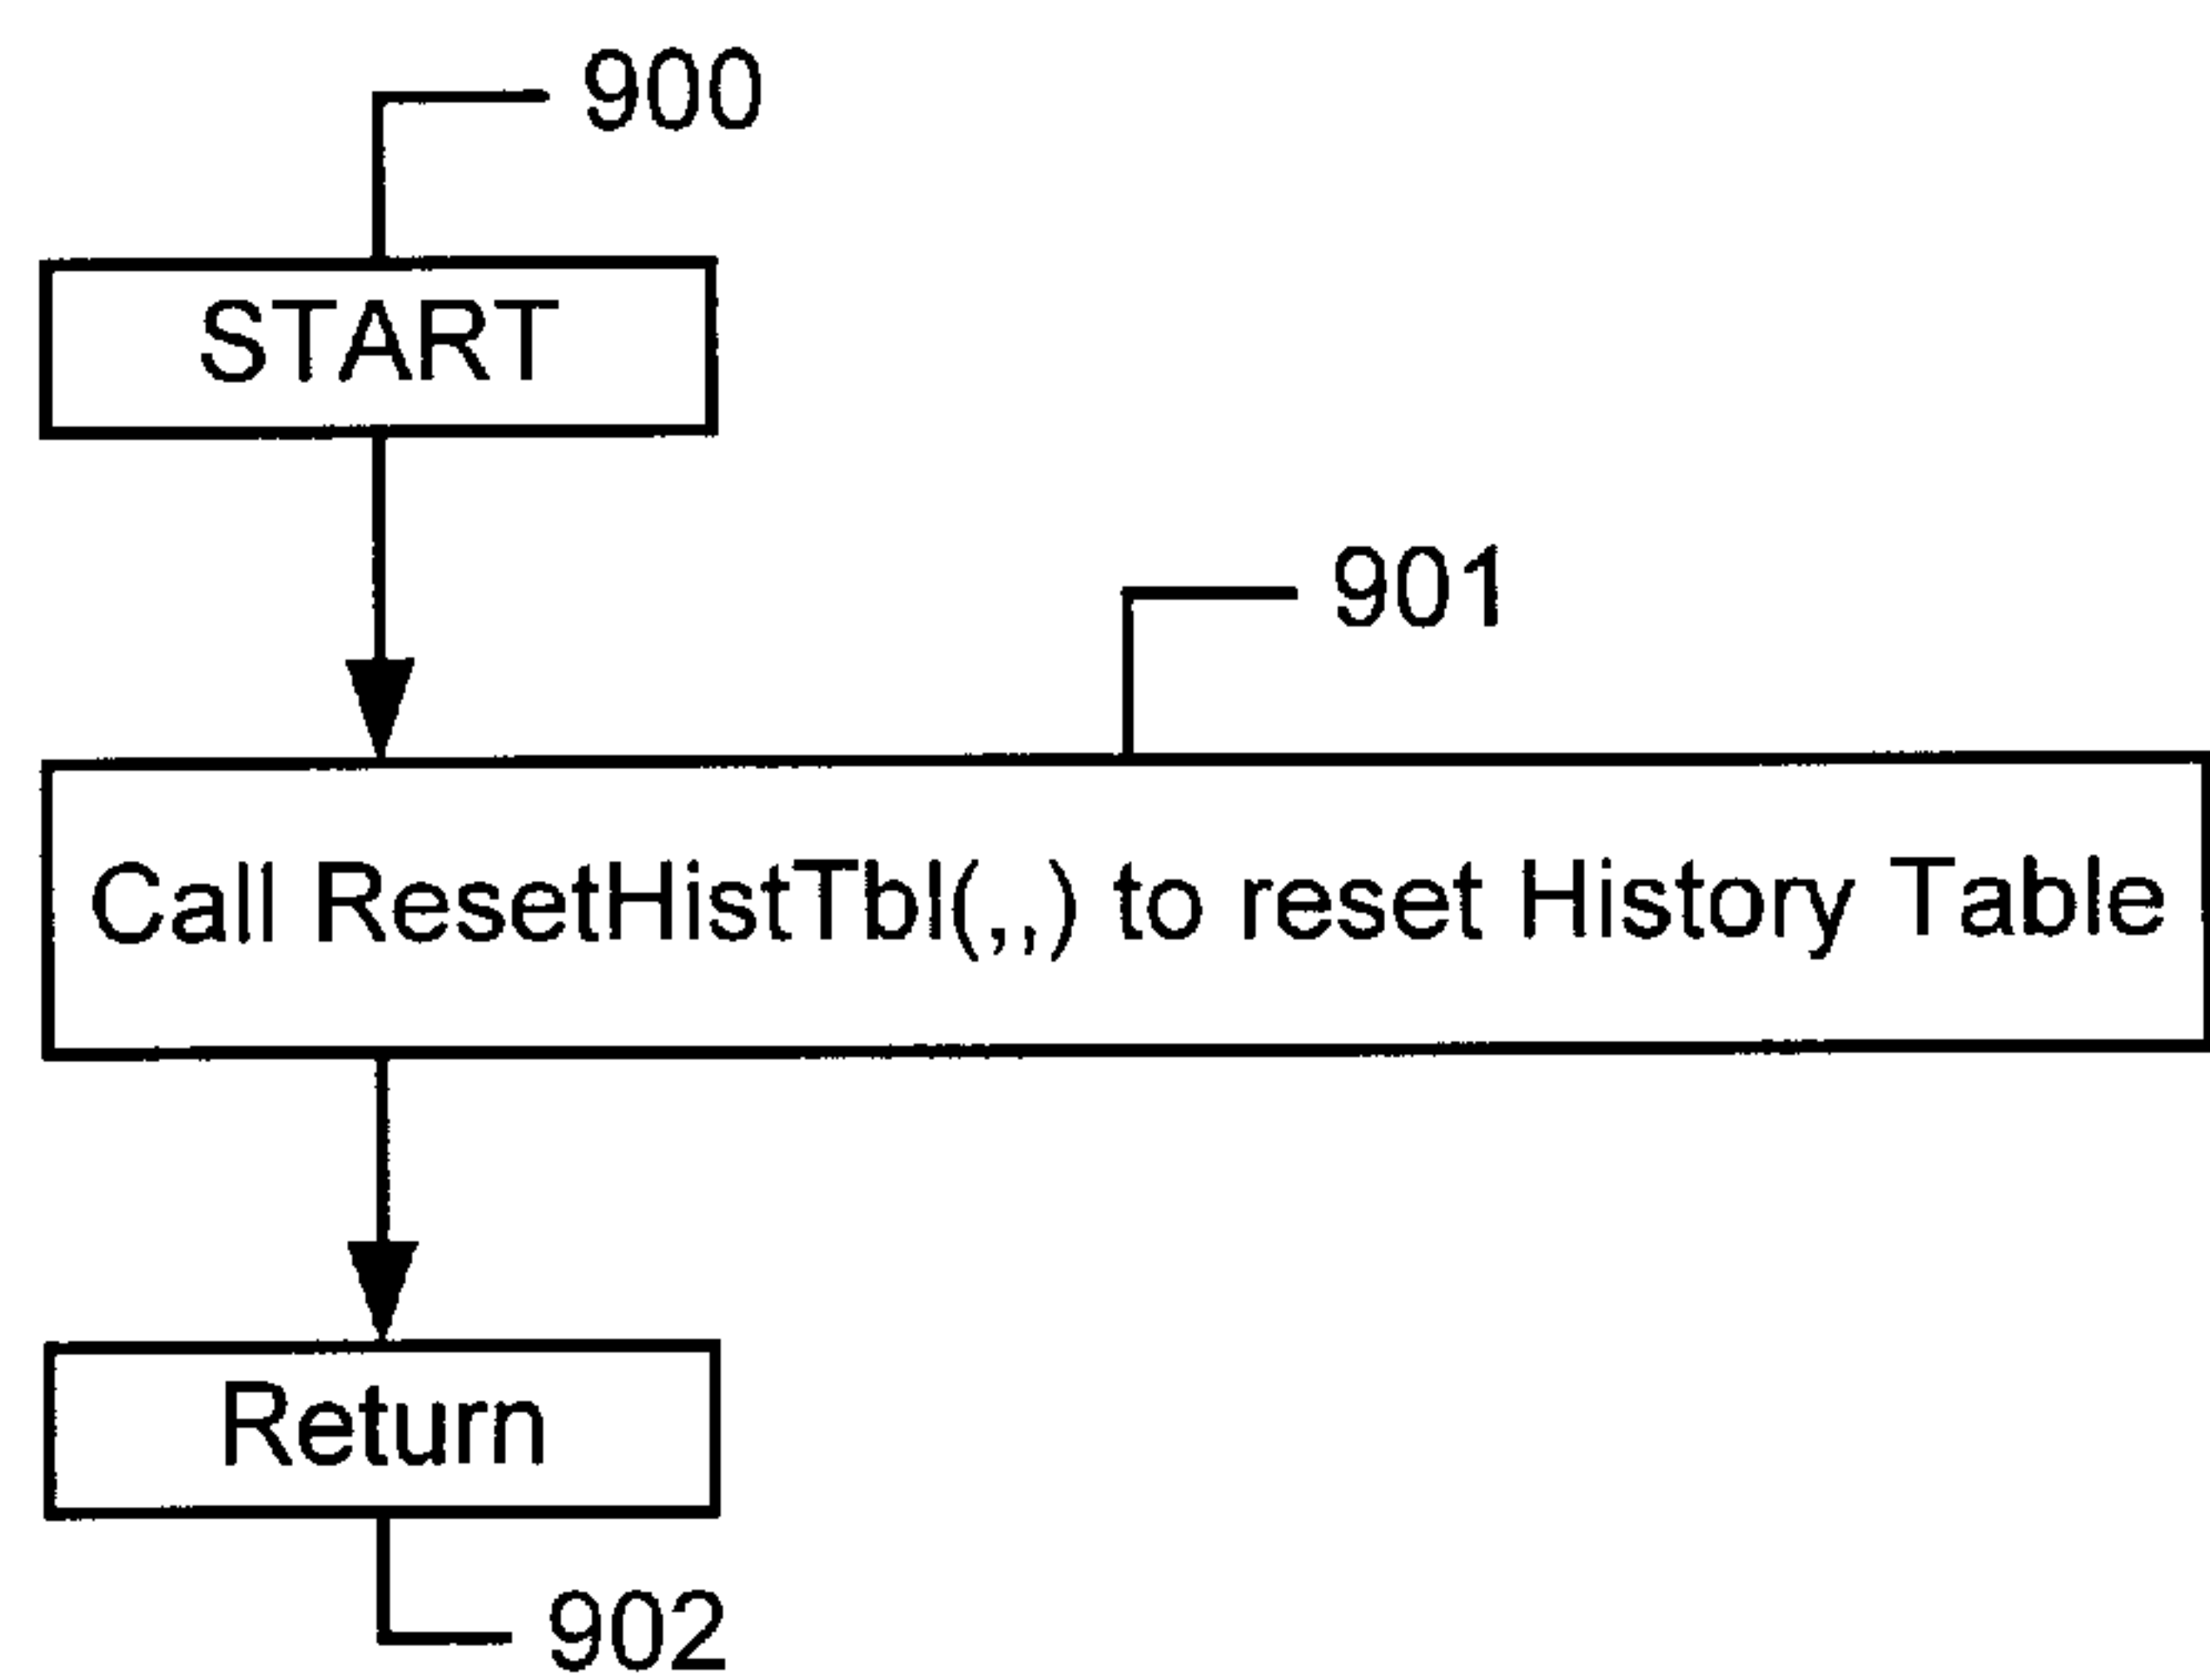 900
START
901
Call ResetHistTbl(,,) to reset History Table
Return
902